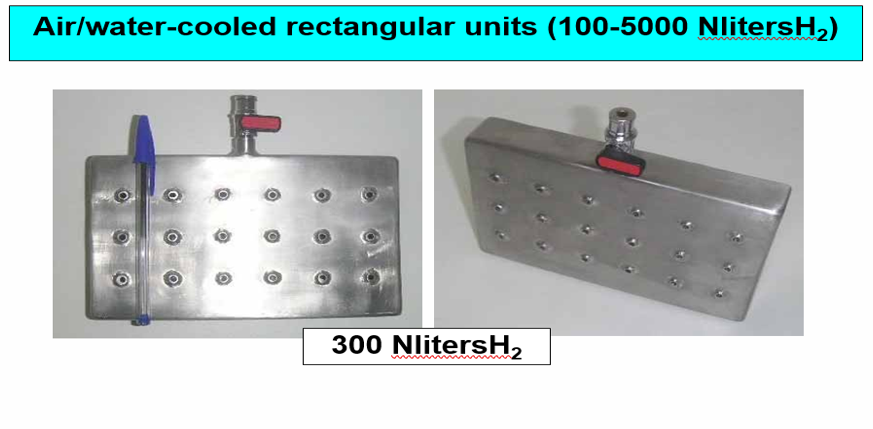 Air/water-cooled rectangular units (100-5000 NlitersH₂)
300 NlitersH₂